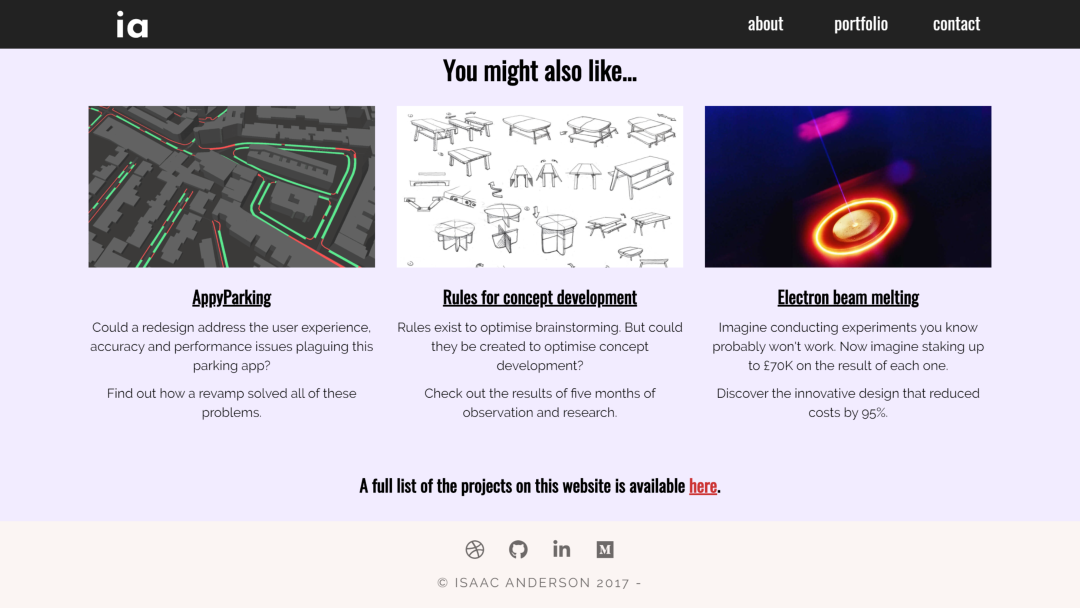 ia
about portfolio contact
You might also like...
AppyParking
Could a redesign address the user experience,
accuracy and performance issues plaguing this
parking app?
Find out how a revamp solved all of these
problems.
Rules for concept development
Rules exist to optimise brainstorming. But could
they be created to optimise concept
development?
Check out the results of five months of
observation and research.
Electron beam melting
Imagine conducting experiments you know
probably won't work. Now imagine staking up
to £70K on the result of each one.
Discover the innovative design that reduced
costs by 95%.
A full list of the projects on this website is available here.
M
© ISAAC ANDERSON 2017 -